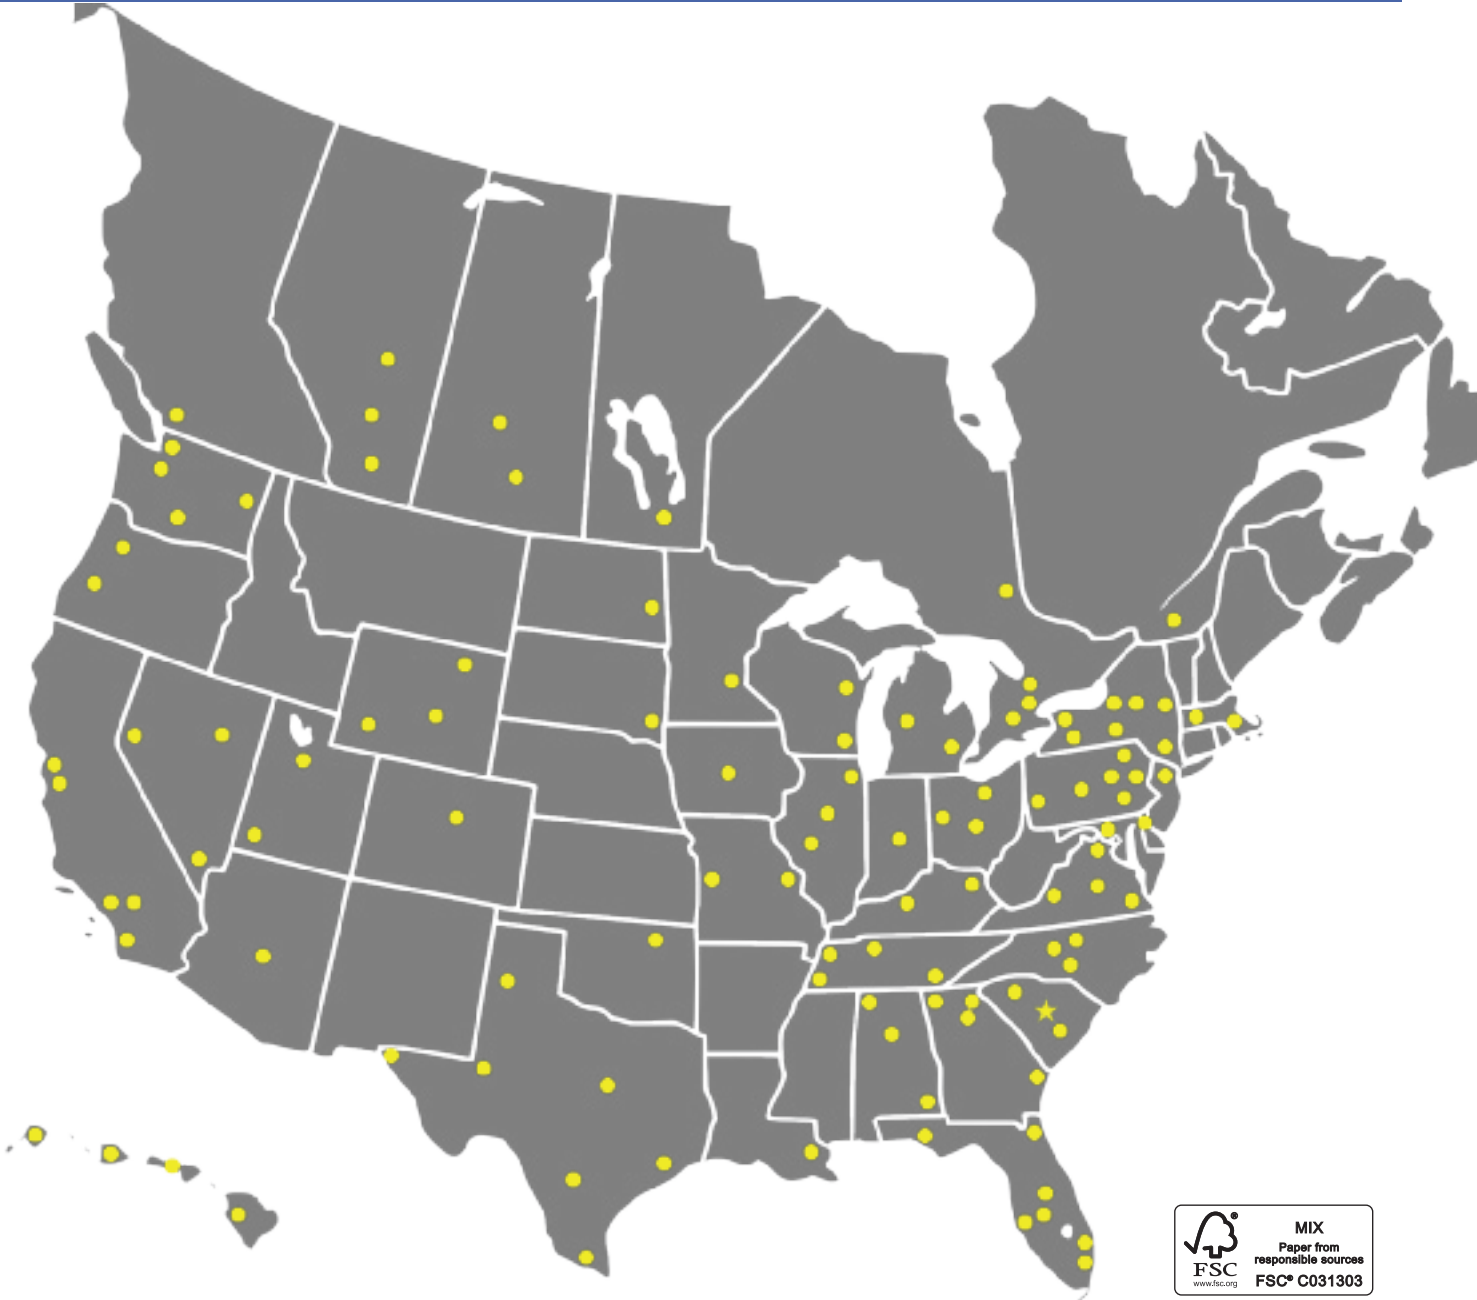 ®
MIX
Paper from
responsible sources
FSC
www.fsc.org
FSC® C031303